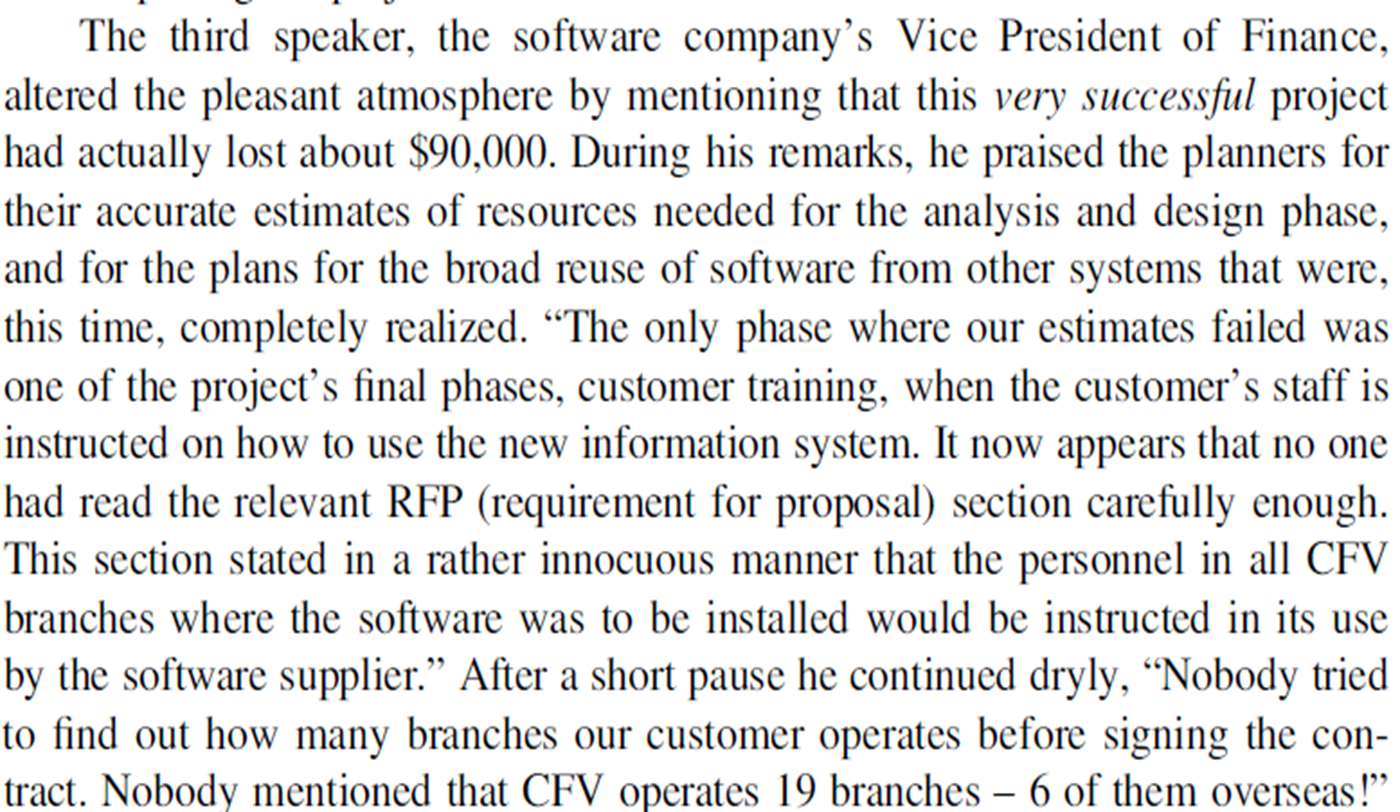 The third speaker, the software company’s Vice President of Finance,
altered the pleasant atmosphere by mentioning that this very successful project
had actually lost about $90,000. During his remarks, he praised the planners for
their accurate estimates of resources needed for the analysis and design phase,
and for the plans for the broad reuse of software from other systems that were,
this time, completely realized. “The only phase where our estimates failed was
one of the project’s final phases, customer training, when the customer’s staff is
instructed on how to use the new information system. It now appears that no one
had read the relevant RFP (requirement for proposal) section carefully enough.
This section stated in a rather innocuous manner that the personnel in all CFV
branches where the software was to be installed would be instructed in its use
by the software supplier.” After a short pause he continued dryly, “Nobody tried
to find out how many branches our customer operates before signing the con-
tract. Nobody mentioned that CFV operates 19 branches – 6 of them overseas!”